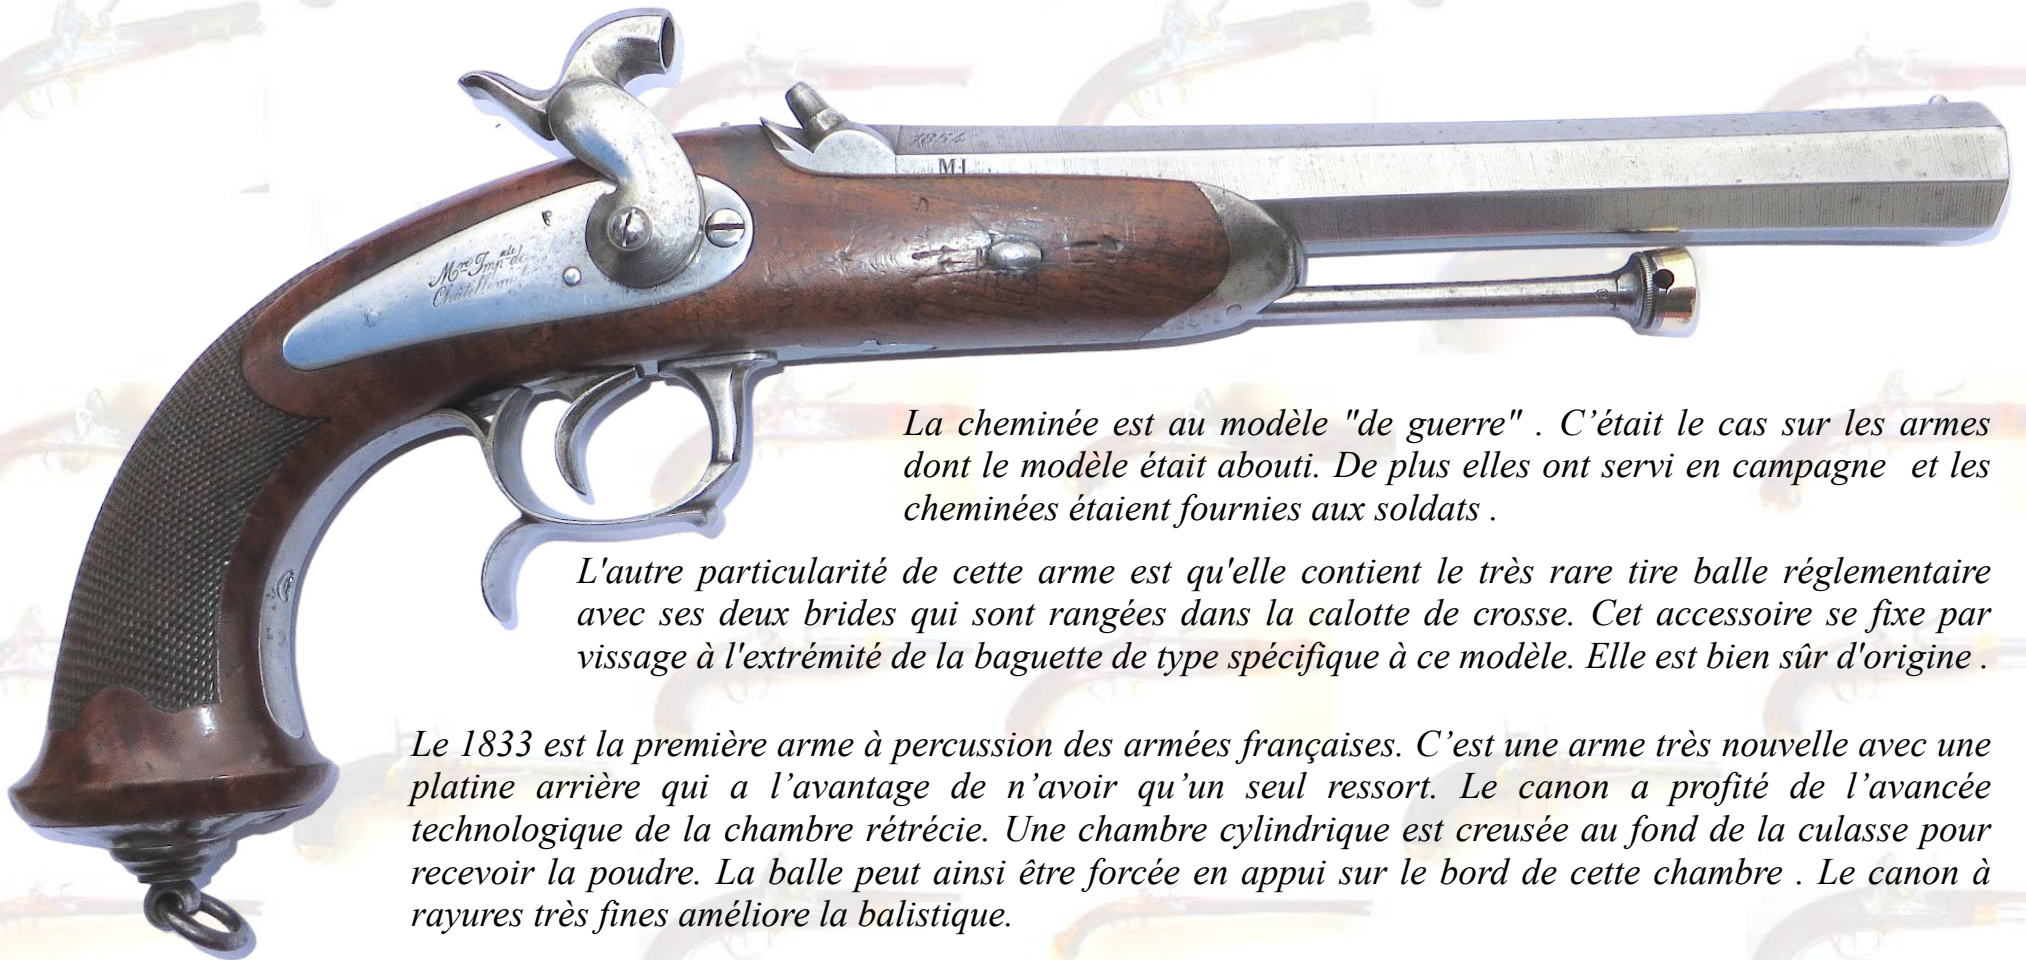 1854
M.I.
Mre Impale de
Châtellerault
La cheminée est au modèle "de guerre" . C’était le cas sur les armes
dont le modèle était abouti. De plus elles ont servi en campagne et les
cheminées étaient fournies aux soldats .
L'autre particularité de cette arme est qu'elle contient le très rare tire balle réglementaire
avec ses deux brides qui sont rangées dans la calotte de crosse. Cet accessoire se fixe par
vissage à l'extrémité de la baguette de type spécifique à ce modèle. Elle est bien sûr d'origine .
Le 1833 est la première arme à percussion des armées françaises. C’est une arme très nouvelle avec une
platine arrière qui a l’avantage de n’avoir qu’un seul ressort. Le canon a profité de l’avancée
technologique de la chambre rétrécie. Une chambre cylindrique est creusée au fond de la culasse pour
recevoir la poudre. La balle peut ainsi être forcée en appui sur le bord de cette chambre . Le canon à
rayures très fines améliore la balistique.